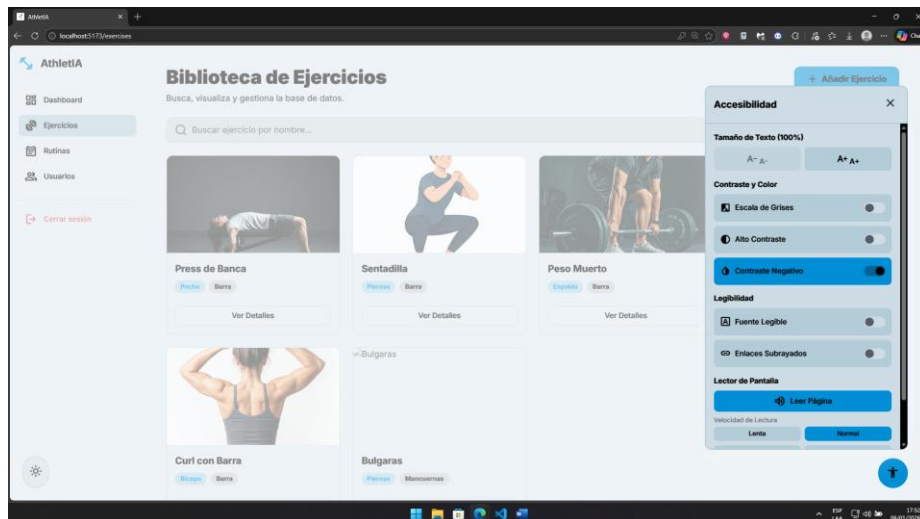 AthletIA
localhost:5173/exercises
AthletIA
Dashboard
Ejercicios
Rutinas
Usuarios
Cerrar sesión
Biblioteca de Ejercicios
Busca, visualiza y gestiona la base de datos.
+ Añadir Ejercicio
Buscar ejercicio por nombre...
Press de Banca
Pecho Barra
Ver Detalles
Sentadilla
Piernas Barra
Ver Detalles
Peso Muerto
Espalda Barra
Ver Detalles
Curl con Barra
Bíceps Barra
Bulgaras
Bulgaras
Piernas Mancuernas
Accesibilidad
Tamaño de Texto (100%)
A- A-
A+ A+
Contraste y Color
Escala de Grises
Alto Contraste
Contraste Negativo
Legibilidad
Fuente Legible
Enlaces Subrayados
Lector de Pantalla
Leer Página
Velocidad de Lectura
Lenta
Normal
ESP
LAA